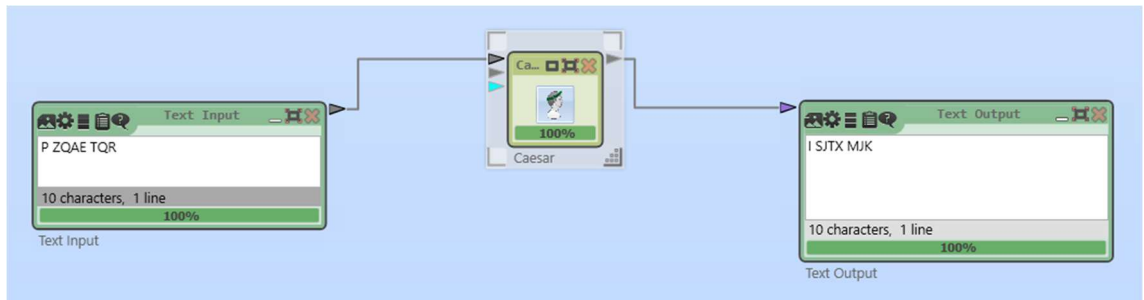 Ca...
100%
Caesar
Text Input
P ZQAE TQR
10 characters, 1 line
100%
Text Input
Text Output
I SJTX MJK
10 characters, 1 line
100%
Text Output